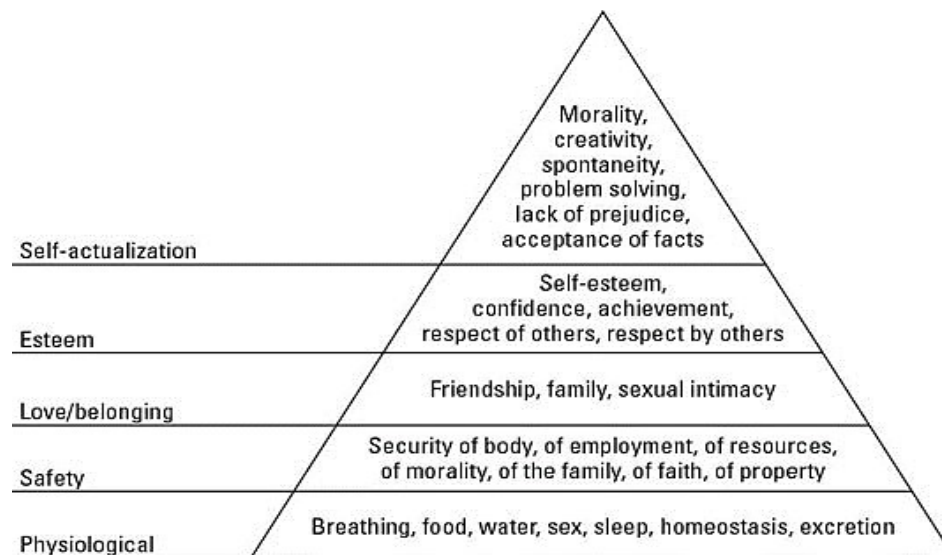 Morality,
creativity,
spontaneity,
problem solving,
lack of prejudice,
acceptance of facts
Self-actualization
Self-esteem,
confidence, achievement,
respect of others, respect by others
Esteem
Friendship, family, sexual intimacy
Love/belonging
Security of body, of employment, of resources,
of morality, of the family, of faith, of property
Safety
Breathing, food, water, sex, sleep, homeostasis, excretion
Physiological